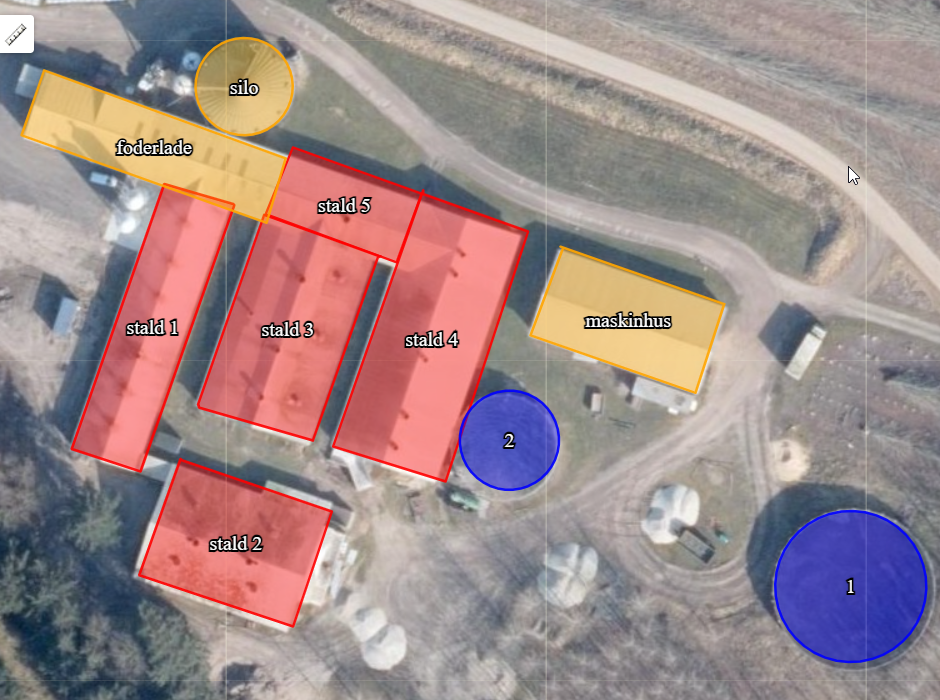 silo
foderlade
stald 5
stald 1
stald 3
stald 4
maskinhus
2
stald 2
1